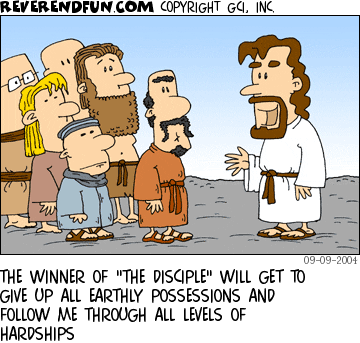 REVERENDFUN.COM COPYRIGHT GCI, INC.
09-09-2004
THE WINNER OF "THE DISCIPLE" WILL GET TO
GIVE UP ALL EARTHLY POSSESSIONS AND
FOLLOW ME THROUGH ALL LEVELS OF
HARDSHIPS